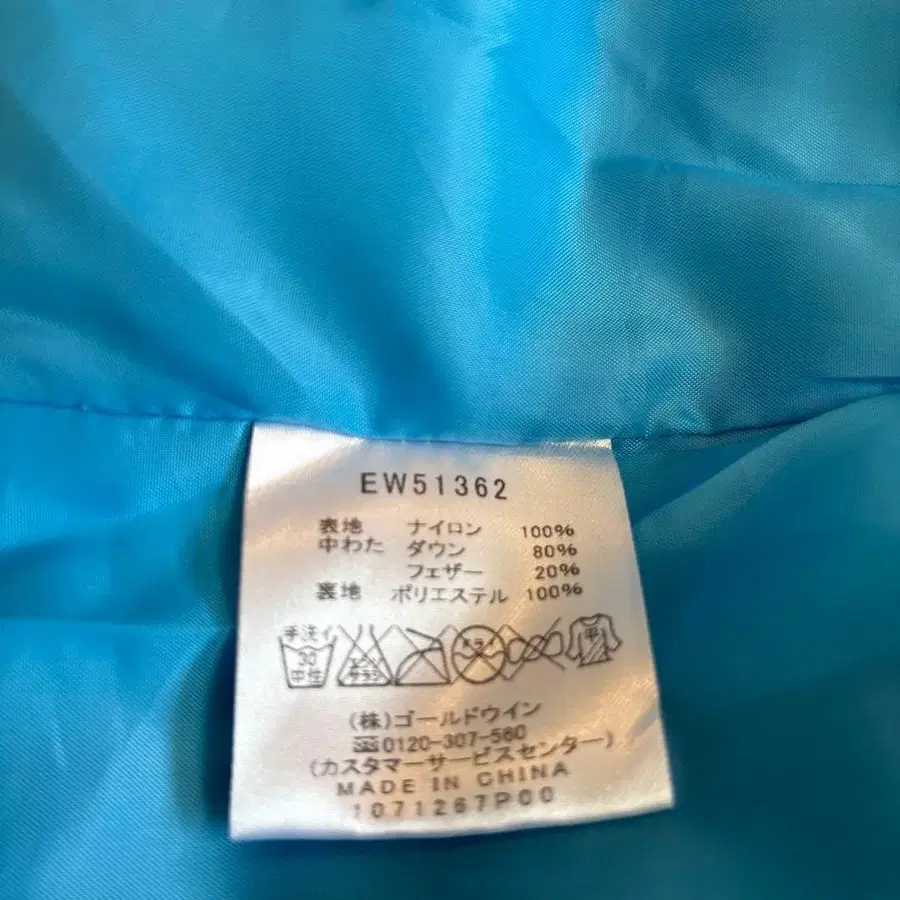 EW51362
表地 ナイロン 100%
中わた ダウン 80%
フェザー 20%
裏地 ポリエステル 100%
手洗イ
30
中性
エンソ
サラシ
ドライ
平
(株)ゴールドウイン
0120-307-560
(カスタマーサービスセンター)
MADE IN CHINA
1071267P00